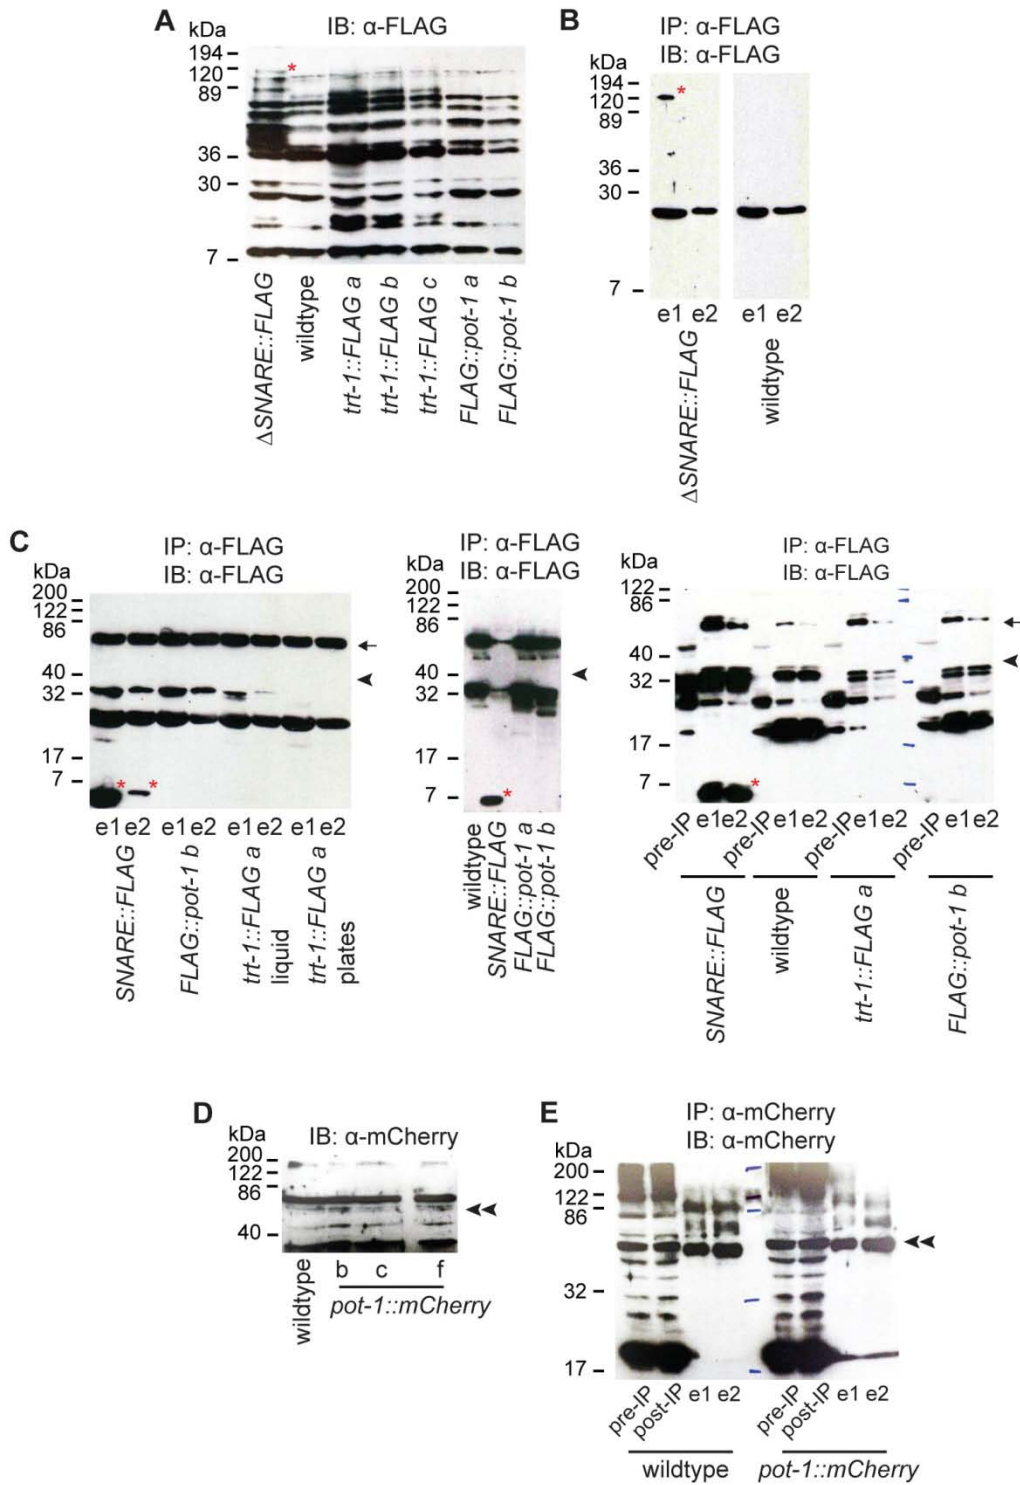 A
kDa
IB: α-FLAG
194
120
*
89
36
30
7
ΔSNARE::FLAG
wildtype
trt-1::FLAG a
trt-1::FLAG b
trt-1::FLAG c
FLAG::pot-1 a
FLAG::pot-1 b
B
IP: α-FLAG
IB: α-FLAG
kDa
194
120
*
89
36
30
7
e1 e2
e1 e2
ΔSNARE::FLAG
wildtype
C
IP: α-FLAG
IB: α-FLAG
kDa
200
122
86
40
32
17
7
* *
e1 e2 e1 e2 e1 e2 e1 e2
SNARE::FLAG
FLAG::pot-1 b
trt-1::FLAG a
liquid
trt-1::FLAG a
plates
IP: α-FLAG
IB: α-FLAG
kDa
200
122
86
40
32
7
*
wildtype
SNARE::FLAG
FLAG::pot-1 a
FLAG::pot-1 b
IP: α-FLAG
IB: α-FLAG
kDa
122
86
40
32
17
7
*
pre-IP e1 e2 pre-IP e1 e2 pre-IP e1 e2 pre-IP e1 e2
SNARE::FLAG
wildtype
trt-1::FLAG a
FLAG::pot-1 b
D
kDa
IB: α-mCherry
200
122
86
40
wildtype
b c f
pot-1::mCherry
E
IP: α-mCherry
IB: α-mCherry
kDa
200
122
86
32
17
pre-IP post-IP e1 e2 pre-IP post-IP e1 e2
wildtype pot-1::mCherry